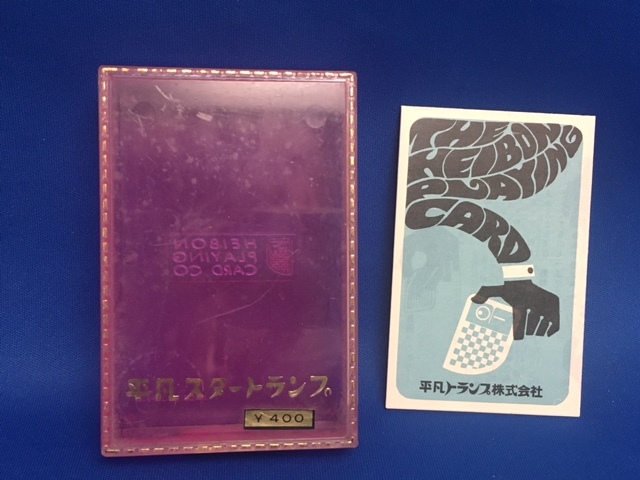 HEIBON
PLAYING
CARD CO
平凡スタートランプ
¥400
THE
HEIBON
PLAYING
CARD
平凡トランプ株式会社